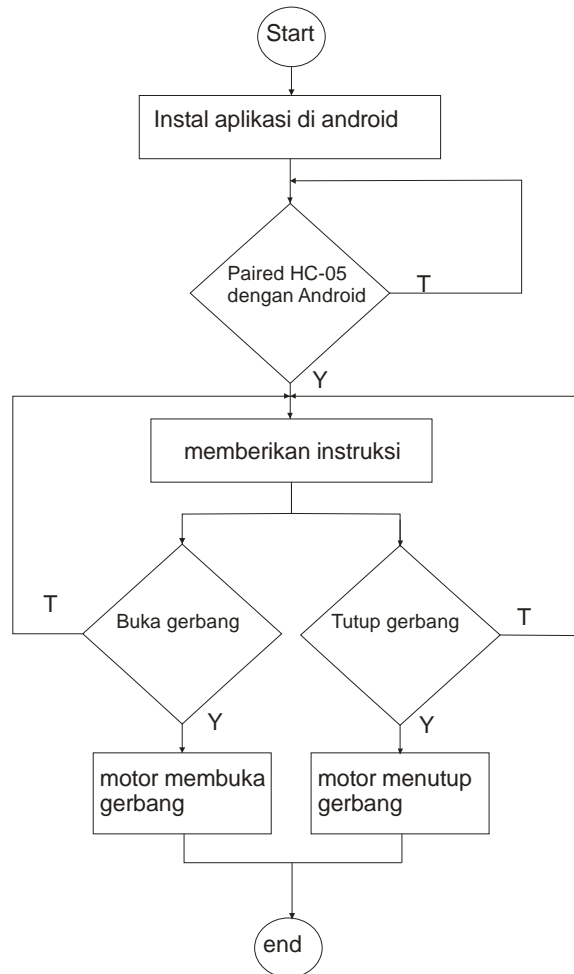 Start
Instal aplikasi di android
Paired HC-05
dengan Android
T
Y
memberikan instruksi
T
Buka gerbang
Tutup gerbang
T
Y
Y
motor membuka
gerbang
motor menutup
gerbang
end